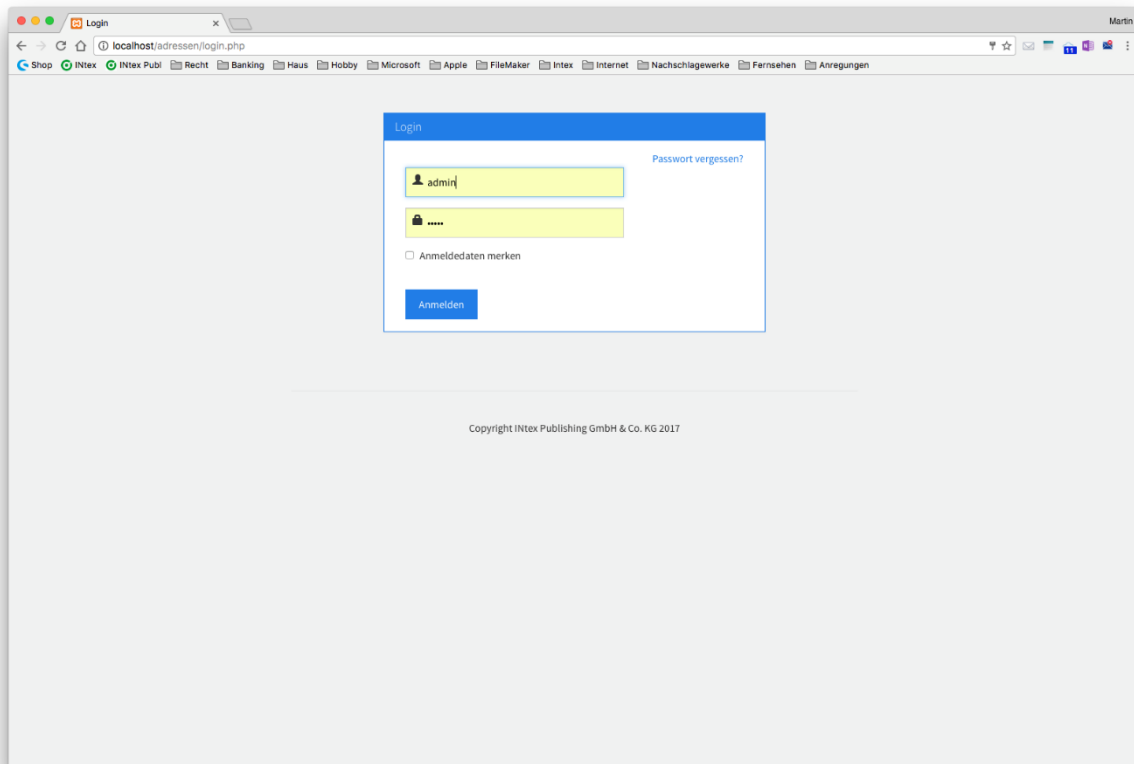 Login
Martin
localhost/adressen/login.php
11
Shop INtex INtex Publ Recht Banking Haus Hobby Microsoft Apple FileMaker Intex Internet Nachschlagewerke Fernsehen Anregungen
Login
Passwort vergessen?
admin
•••••
Anmeldedaten merken
Anmelden
Copyright INtex Publishing GmbH & Co. KG 2017